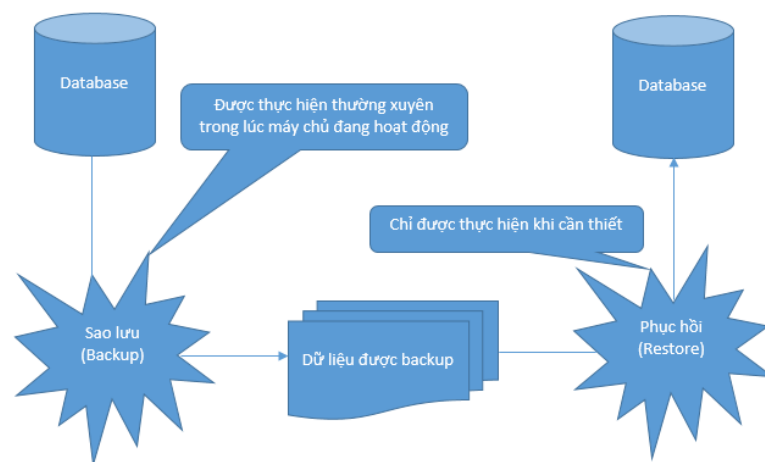 Database
Database
Được thực hiện thường xuyên
trong lúc máy chủ đang hoạt động
Chỉ được thực hiện khi cần thiết
Sao lưu
(Backup)
Dữ liệu được backup
Phục hồi
(Restore)